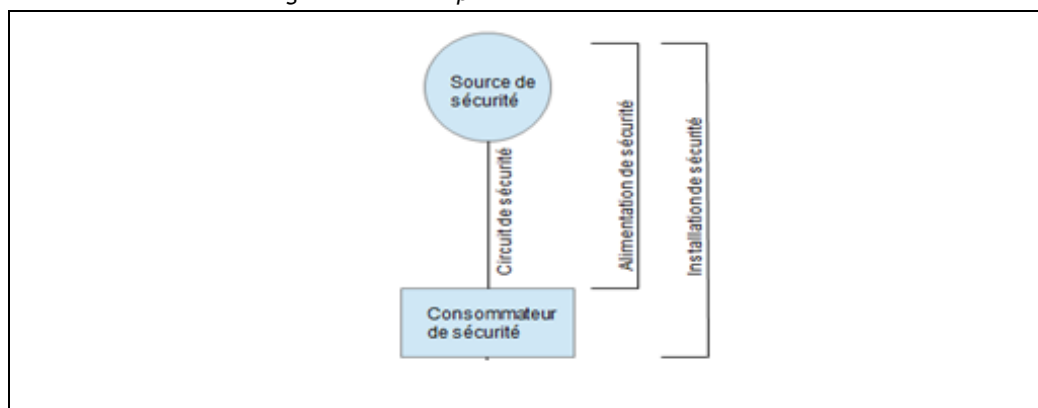 Source de
sécurité
Circuit de sécurité
Alimentation de sécurité
Installation de sécurité
Consommateur
de sécurité